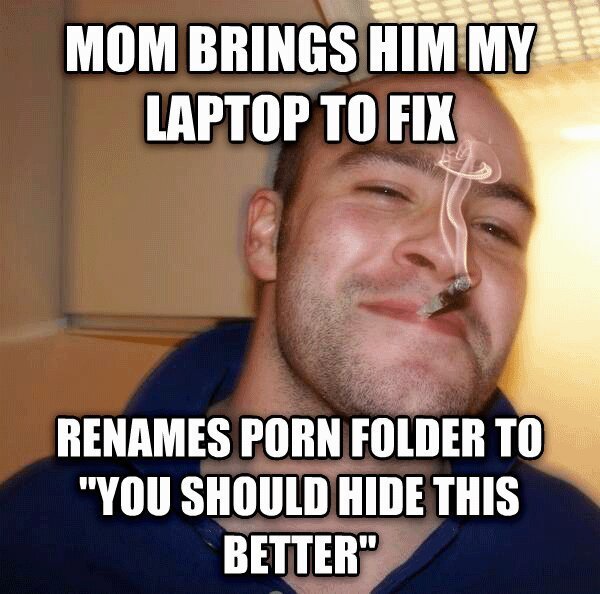 MOM BRINGS HIM MY
LAPTOP TO FIX
RENAMES PORN FOLDER TO
"YOU SHOULD HIDE THIS
BETTER"